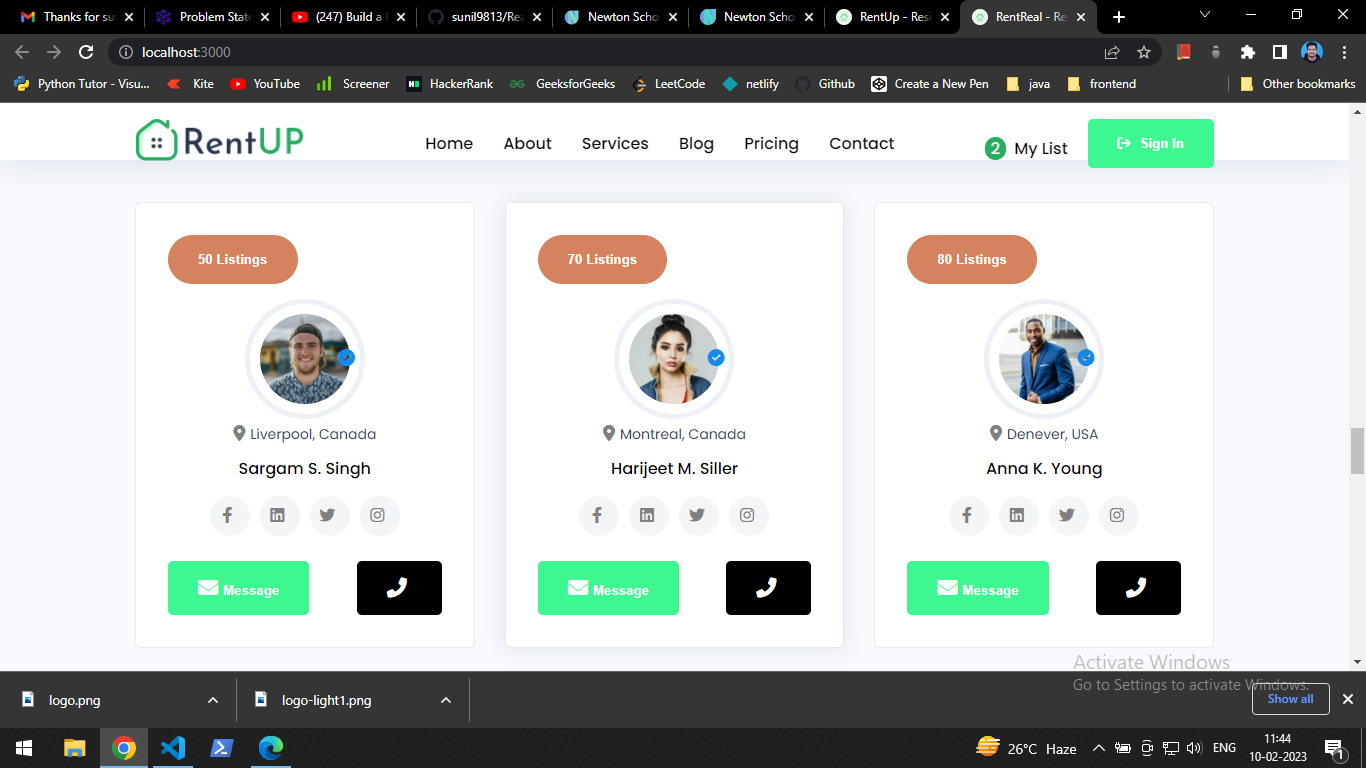 Thanks for su
Problem State
(247) Build a
sunil9813/Rea
Newton Scho
Newton Scho
RentUp - Resi
RentReal - Re
localhost:3000
Python Tutor - Visu...
Kite
YouTube
Screener
HackerRank
GeeksforGeeks
LeetCode
netlify
Github
Create a New Pen
java
frontend
Other bookmarks
RentUP
Home
About
Services
Blog
Pricing
Contact
2 My List
Sign In
50 Listings
Liverpool, Canada
Sargam S. Singh
Message
70 Listings
Montreal, Canada
Harijeet M. Siller
Message
80 Listings
Denever, USA
Anna K. Young
Message
Activate Windows
Go to Settings to activate Windows.
logo.png
logo-light1.png
Show all
26°C Haze
ENG
11:44
10-02-2023
1